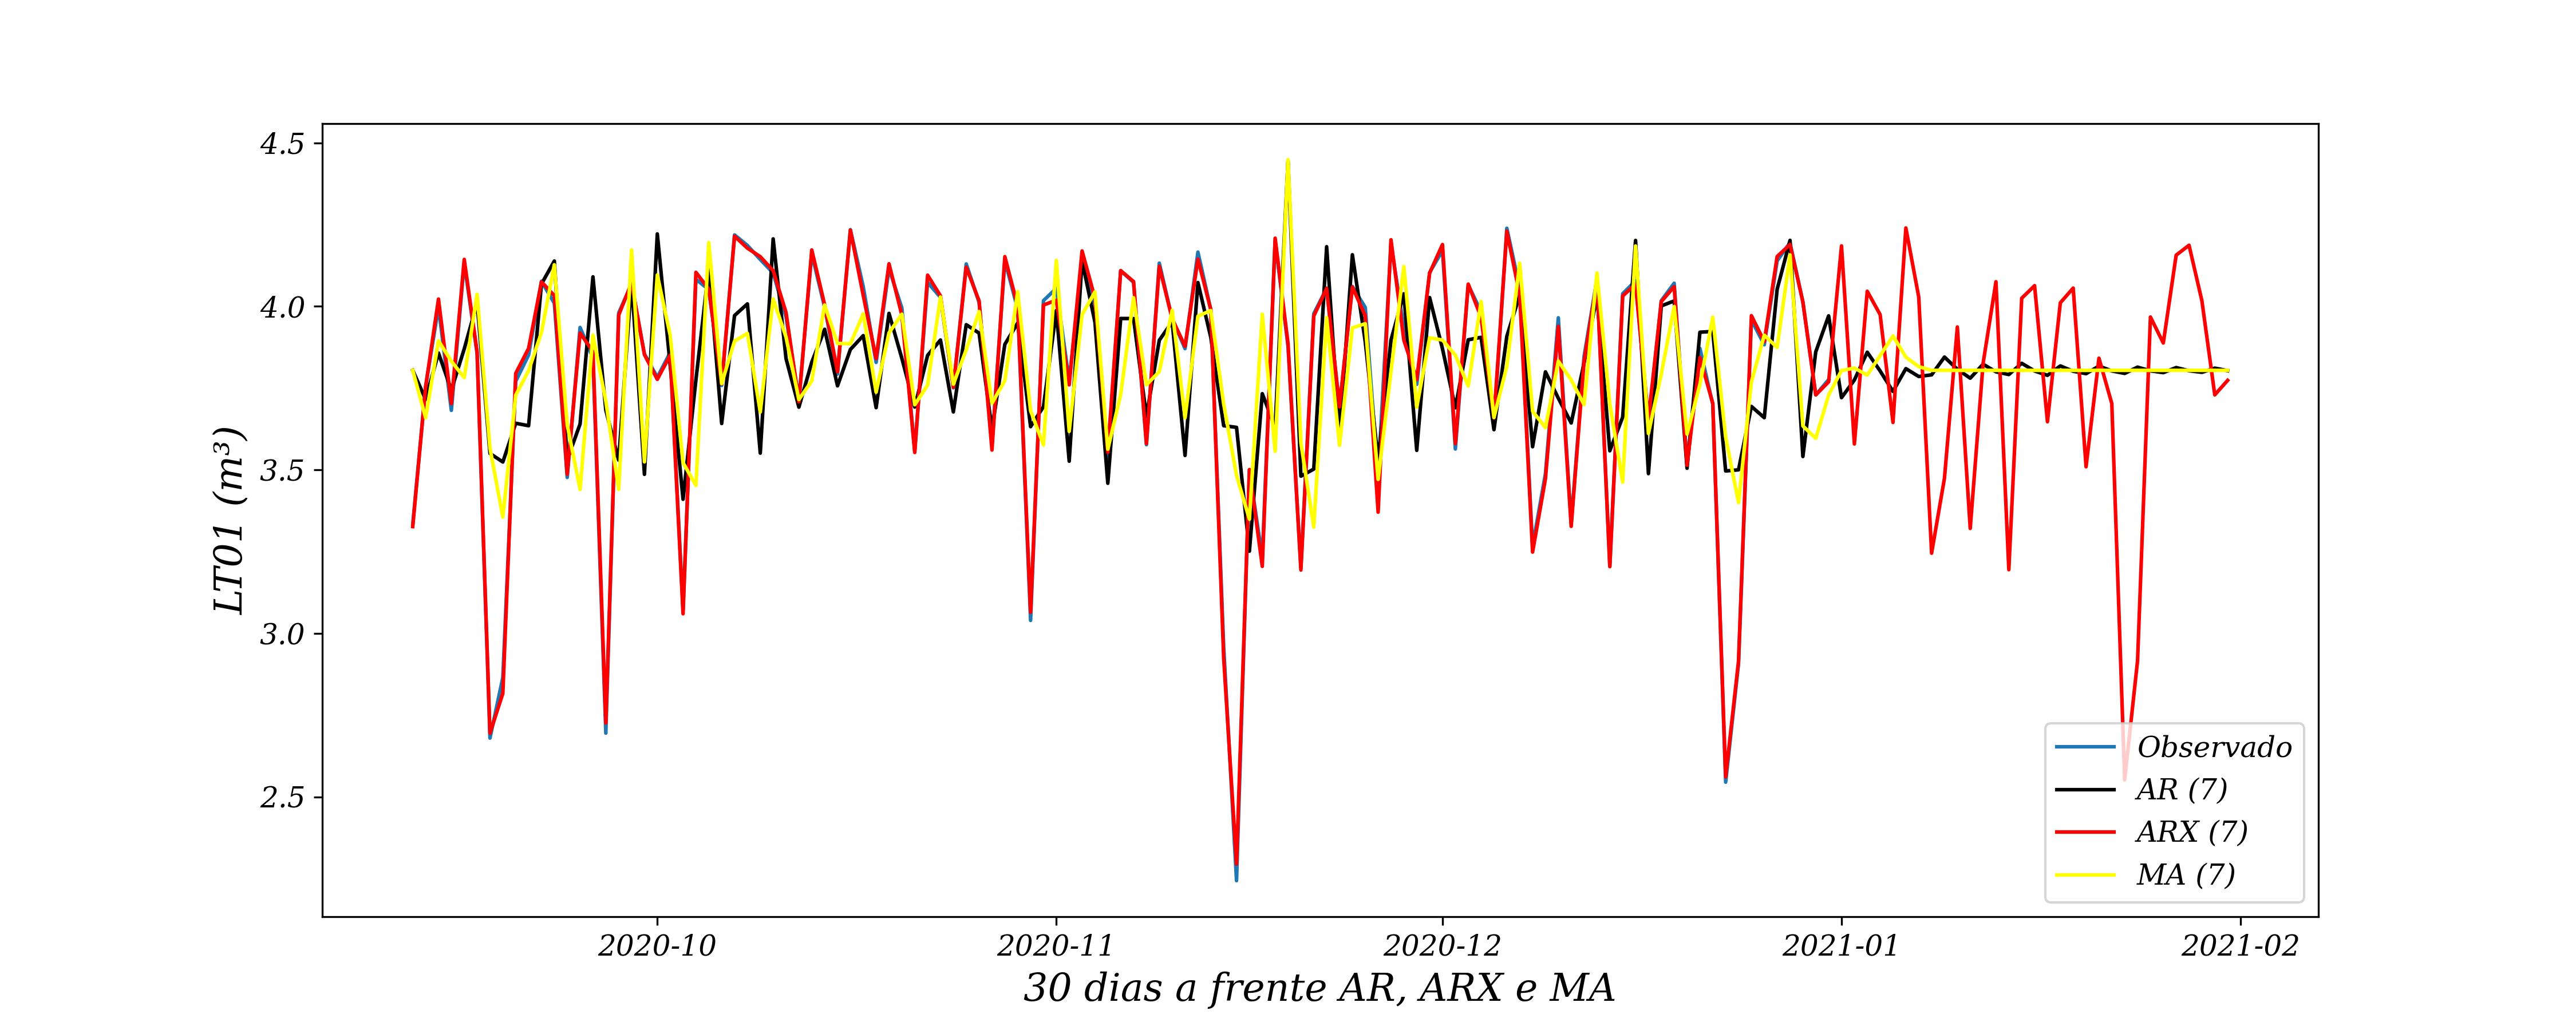 4.5
4.0
3.5
3.0
2.5
LT01 (m³)
2020-10 2020-11 2020-12 2021-01 2021-02
30 dias a frente AR, ARX e MA
Observado
AR (7)
ARX (7)
MA (7)